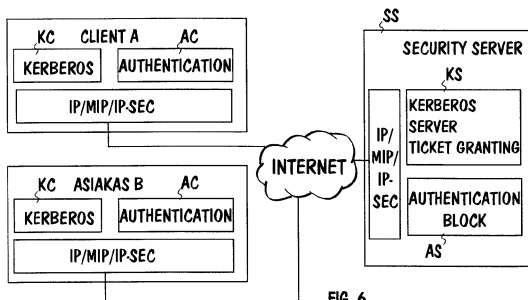 KC CLIENT A AC
KERBEROS AUTHENTICATION
IP/MIP/IP-SEC
KC ASIAKAS B AC
KERBEROS AUTHENTICATION
IP/MIP/IP-SEC
INTERNET
SS
SECURITY SERVER
KS
IP/
MIP/
IP-
SEC
KERBEROS
SERVER
TICKET GRANTING
AUTHENTICATION
BLOCK
AS
FIG. 6